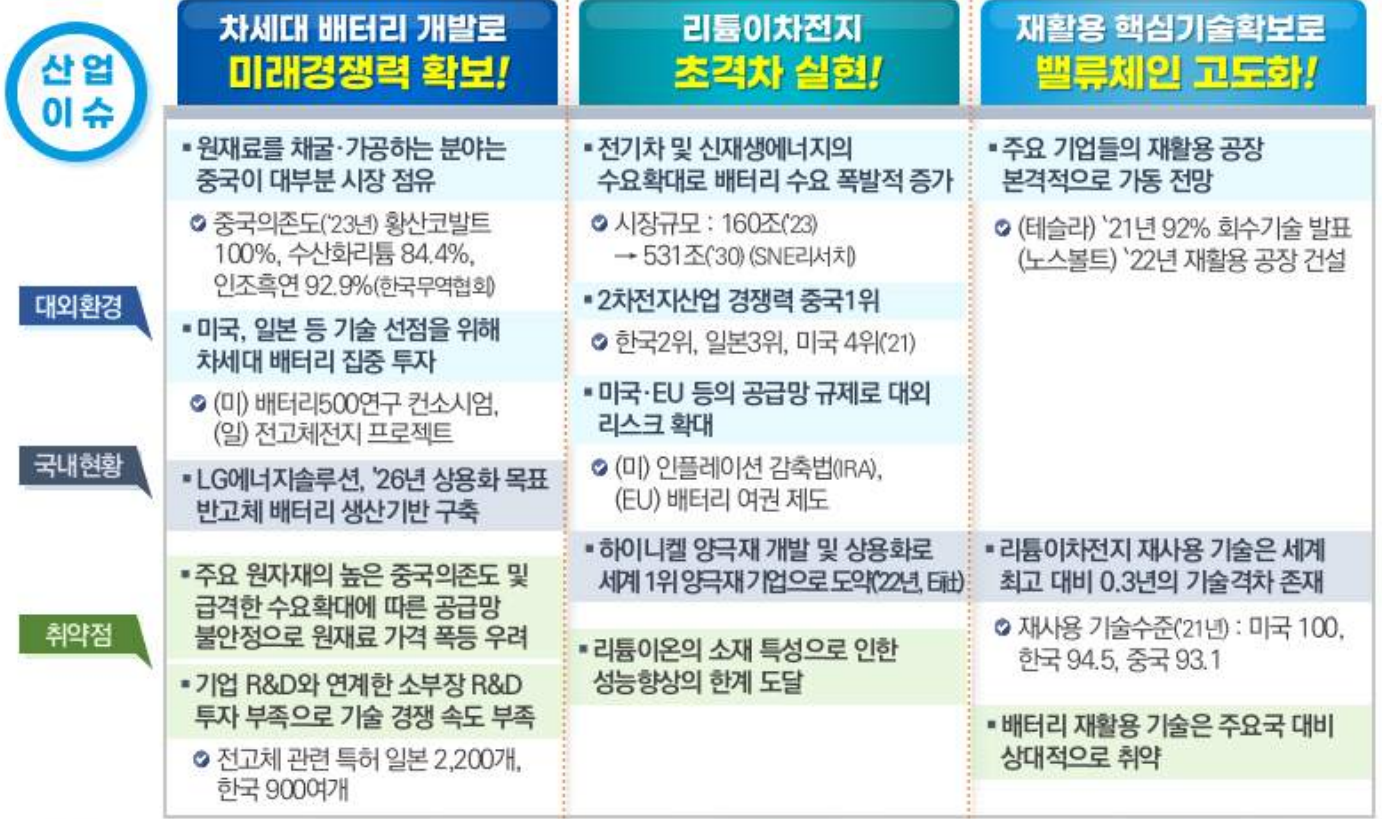 산업
이슈
차세대 배터리 개발로
미래경쟁력 확보!
리튬이차전지
초격차 실현!
재활용 핵심기술확보로
밸류체인 고도화!
대외환경
국내현황
취약점
▪ 원재료를 채굴·가공하는 분야는
중국이 대부분 시장 점유
중국의존도('23년) 황산코발트
100%, 수산화리튬 84.4%,
인조흑연 92.9%(한국무역협회)
▪ 미국, 일본 등 기술 선점을 위해
차세대 배터리 집중 투자
(미) 배터리500연구 컨소시엄,
(일) 전고체전지 프로젝트
▪ LG에너지솔루션, '26년 상용화 목표
반고체 배터리 생산기반 구축
▪ 주요 원자재의 높은 중국의존도 및
급격한 수요확대에 따른 공급망
불안정으로 원재료 가격 폭등 우려
▪ 기업 R&D와 연계한 소부장 R&D
투자 부족으로 기술 경쟁 속도 부족
전고체 관련 특허 일본 2,200개,
한국 900여개
▪ 전기차 및 신재생에너지의
수요확대로 배터리 수요 폭발적 증가
시장규모 : 160조('23)
→ 531조('30) (SNE리서치)
▪ 2차전지산업 경쟁력 중국1위
한국2위, 일본3위, 미국 4위('21)
▪ 미국·EU 등의 공급망 규제로 대외
리스크 확대
(미) 인플레이션 감축법(IRA),
(EU) 배터리 여권 제도
▪ 하이니켈 양극재 개발 및 상용화로
세계 1위 양극재 기업으로 도약('22년,
▪ 리튬이온의 소재 특성으로 인한
성능향상의 한계 도달
▪ 주요 기업들의 재활용 공장
본격적으로 가동 전망
(테슬라) `21년 92% 회수기술 발표
(노스볼트) `22년 재활용 공장 건설
▪ 리튬이차전지 재사용 기술은 세계
최고 대비 0.3년의 기술격차 존재
재사용 기술수준('21년) : 미국 100,
한국 94.5, 중국 93.1
▪ 배터리 재활용 기술은 주요국 대비
상대적으로 취약